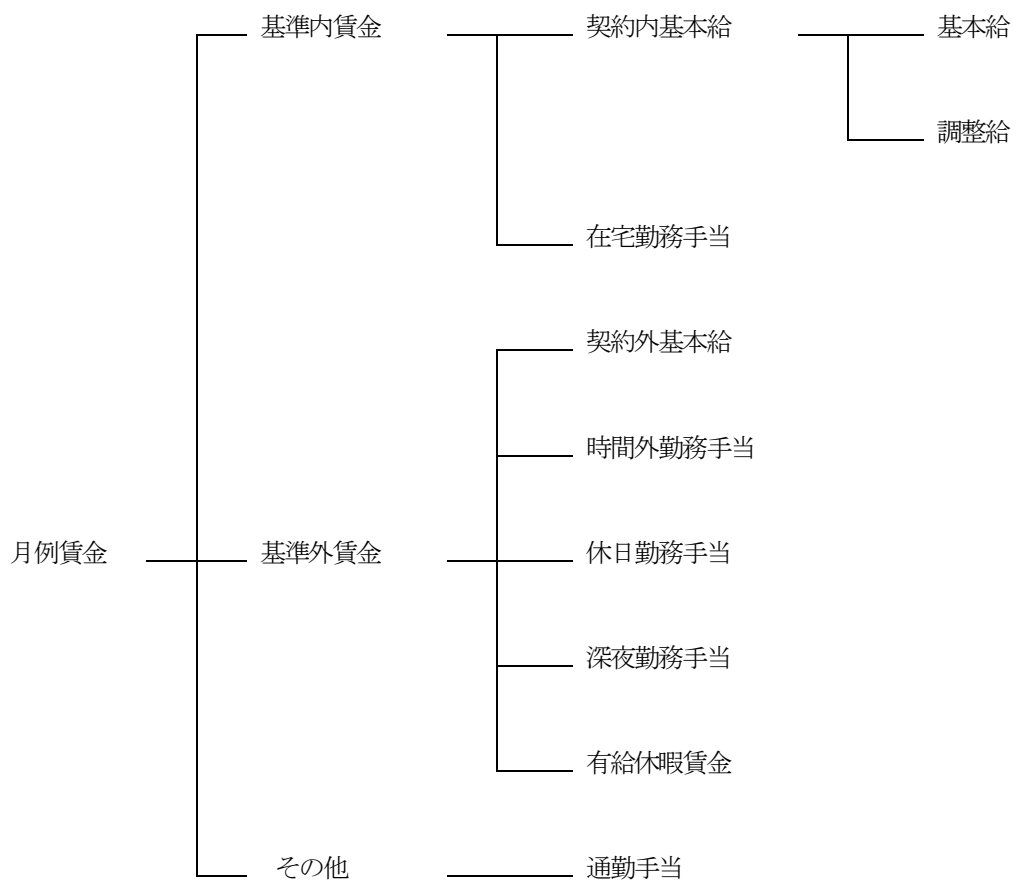 基準内賃金 契約内基本給 基本給
調整給
在宅勤務手当
契約外基本給
時間外勤務手当
月例賃金 基準外賃金 休日勤務手当
深夜勤務手当
有給休暇賃金
その他 通勤手当